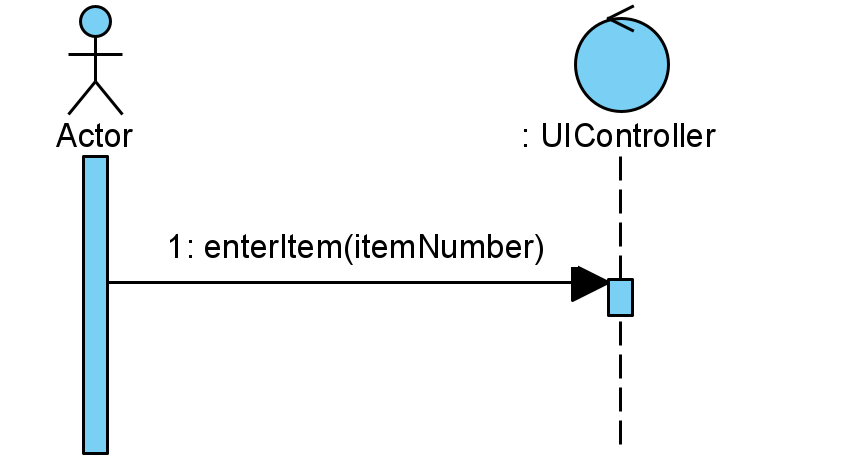 Actor
: UIController
1: enterItem(itemNumber)